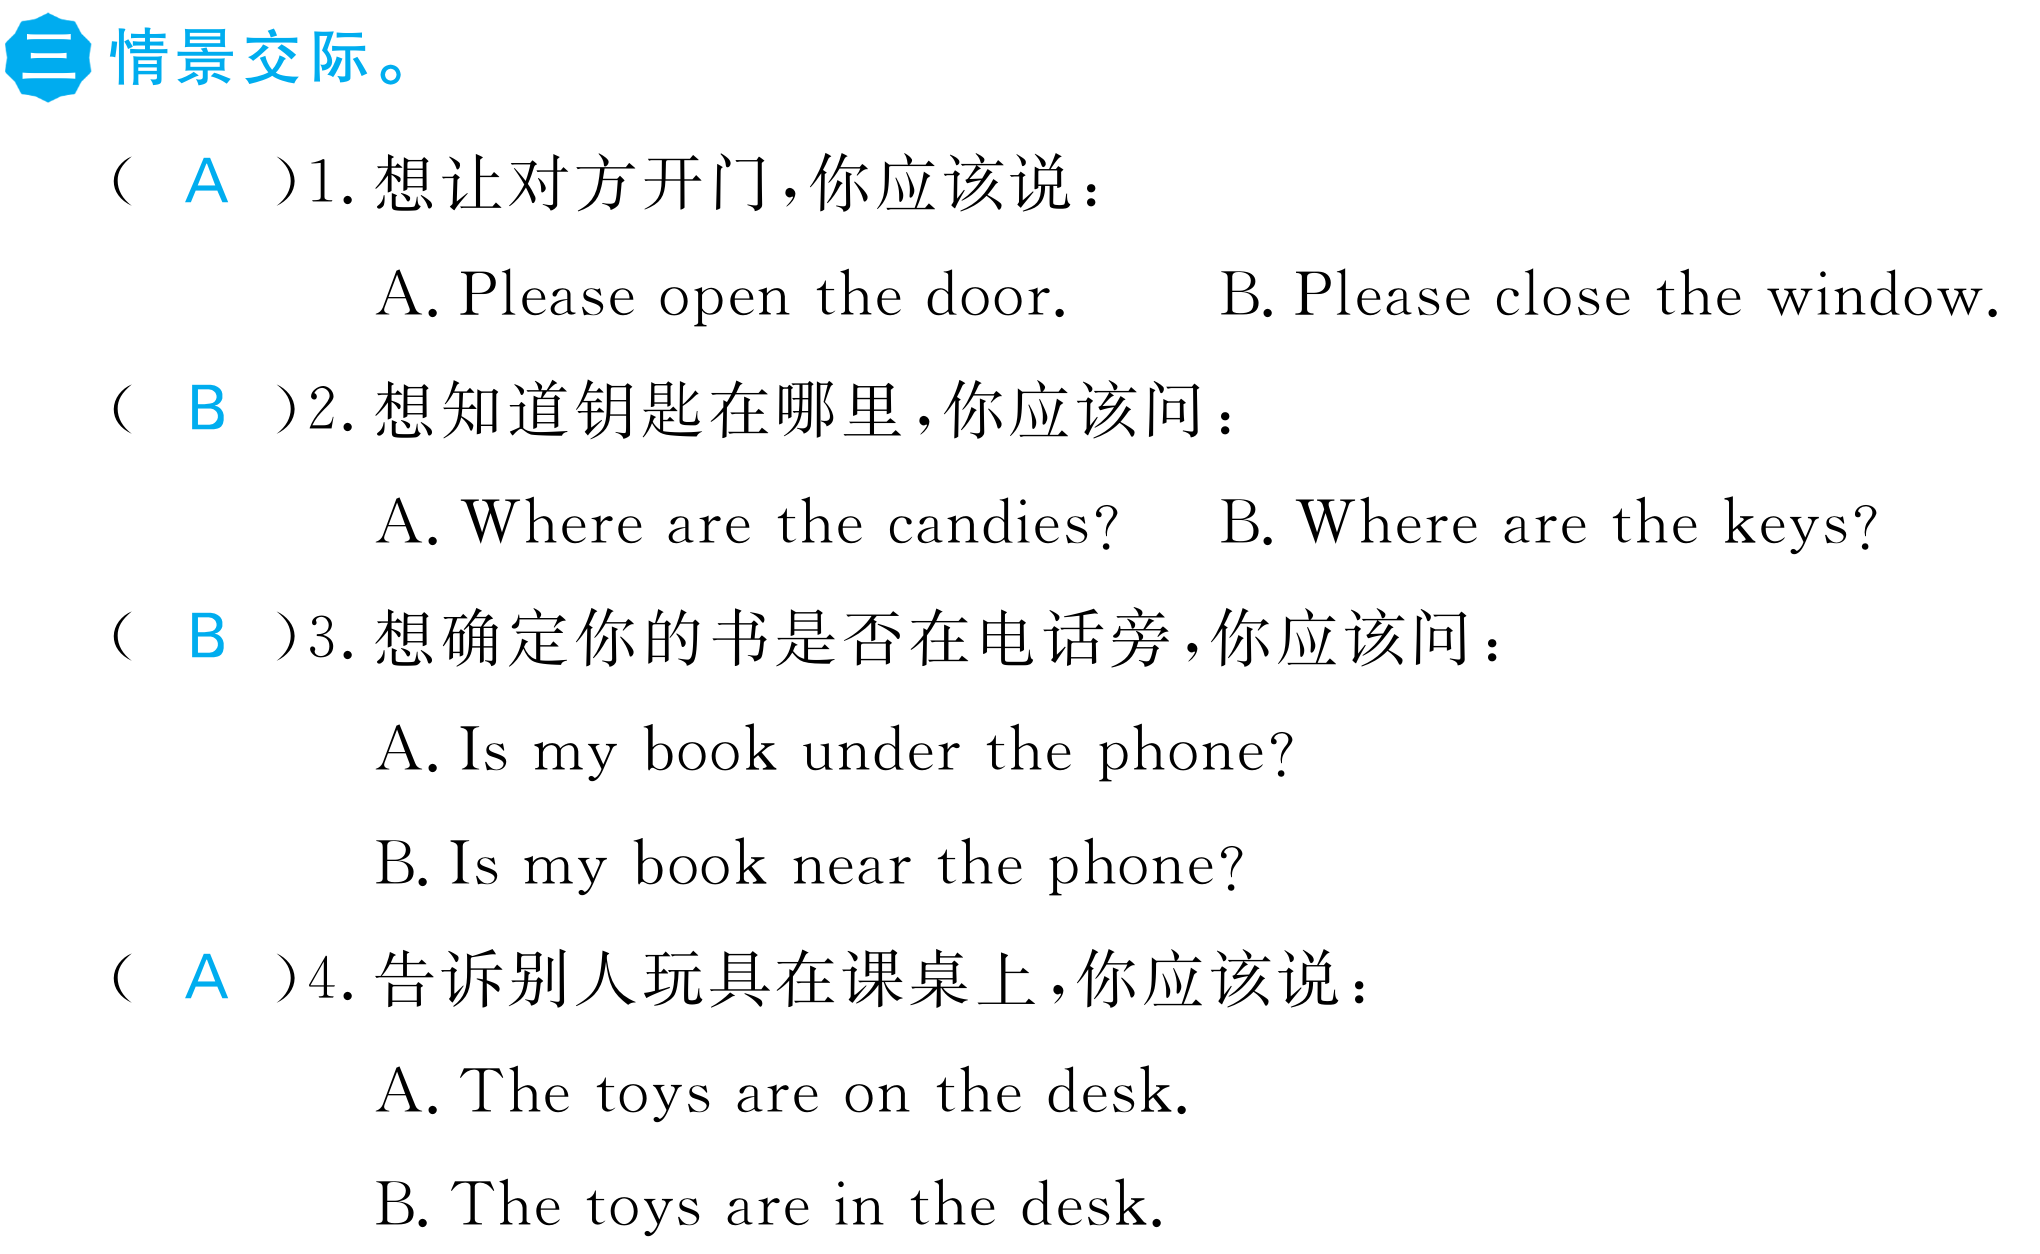 三 情景交际。
( A )1. 想让对方开门,你应该说:
A. Please open the door. B. Please close the window.
( B )2. 想知道钥匙在哪里,你应该问:
A. Where are the candies? B. Where are the keys?
( B )3. 想确定你的书是否在电话旁,你应该问:
A. Is my book under the phone?
B. Is my book near the phone?
( A )4. 告诉别人玩具在课桌上,你应该说:
A. The toys are on the desk.
B. The toys are in the desk.